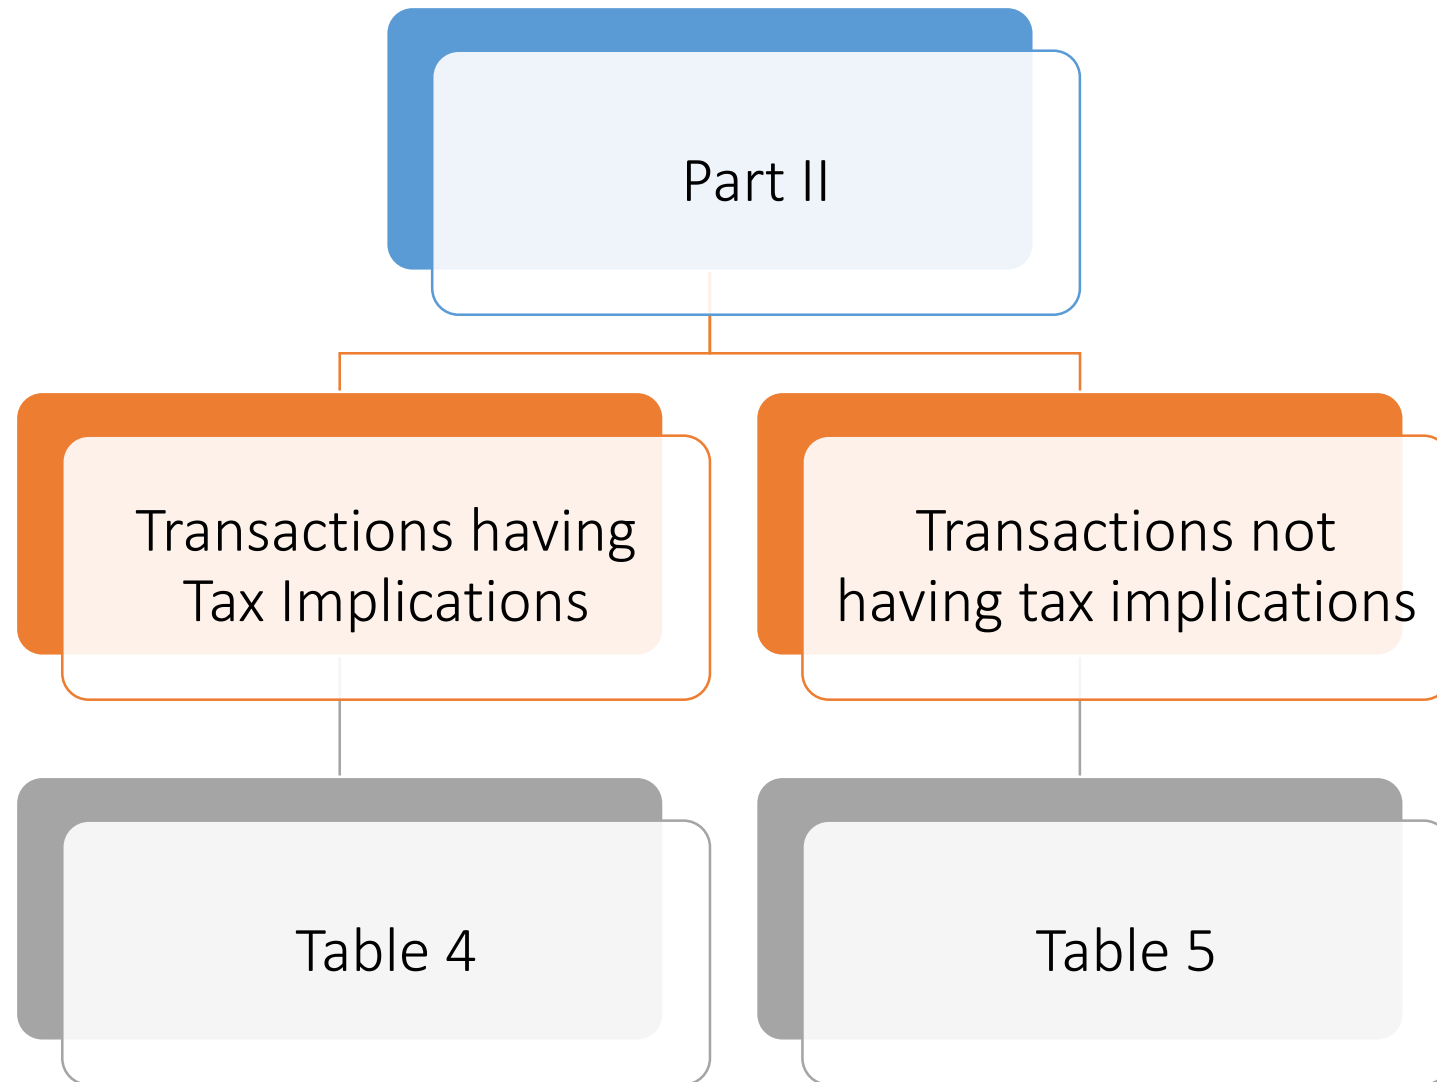 Part II
Transactions having
Tax Implications
Transactions not
having tax implications
Table 4
Table 5